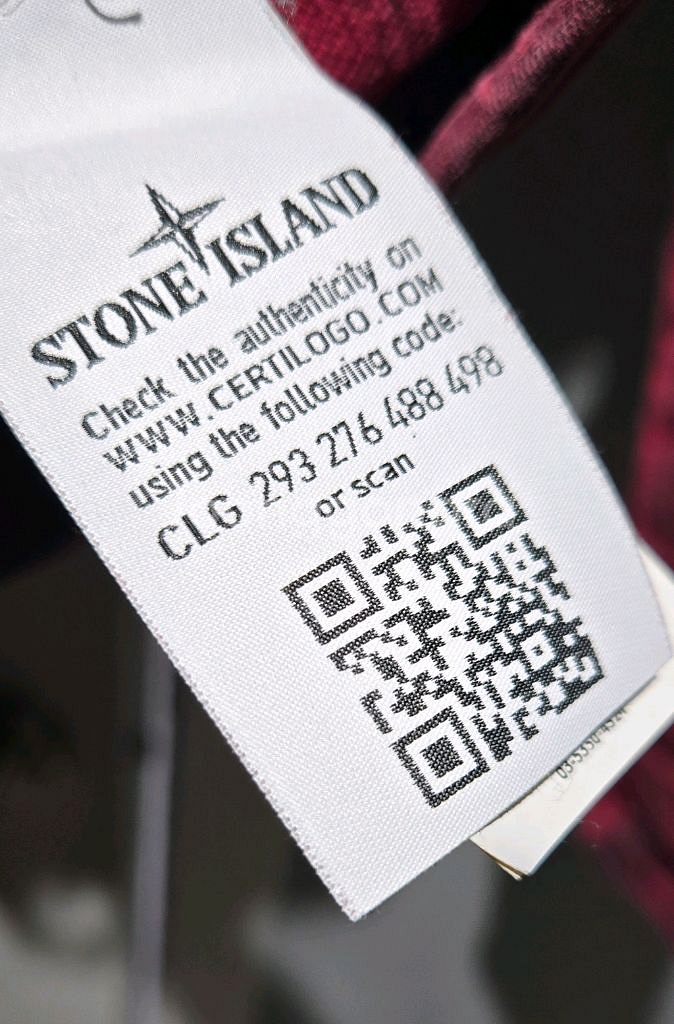 STONE ISLAND
Check the authenticity on
WWW.CERTILOGO.COM
using the following code:
CLG 293 276 488 498
or scan